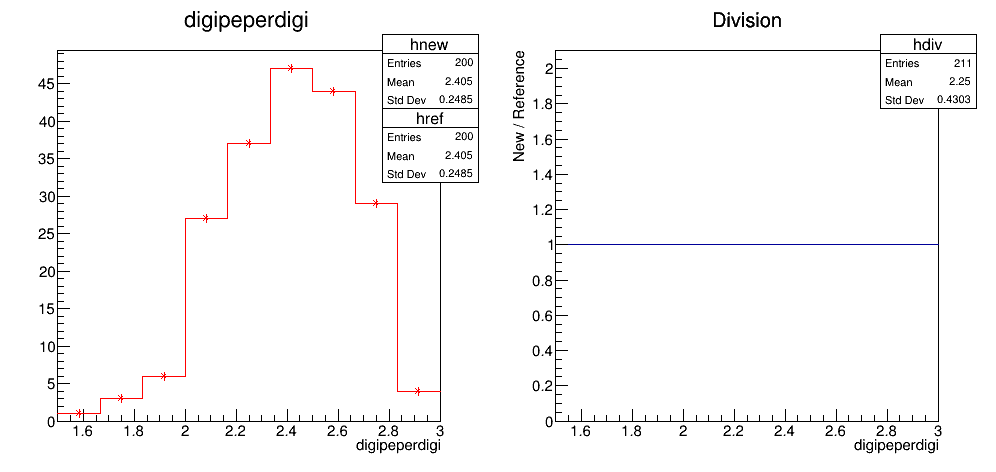 digipeperdigi
hnew
Entries 200
Mean 2.405
Std Dev 0.2485
href
Entries 200
Mean 2.405
Std Dev 0.2485
45
40
35
30
25
20
15
10
5
0
1.6 1.8 2 2.2 2.4 2.6 2.8 3
digipeperdigi
Division
hdiv
Entries 211
Mean 2.25
Std Dev 0.4303
New / Reference
2
1.8
1.6
1.4
1.2
1
0.8
0.6
0.4
0.2
0
1.6 1.8 2 2.2 2.4 2.6 2.8 3
digipeperdigi